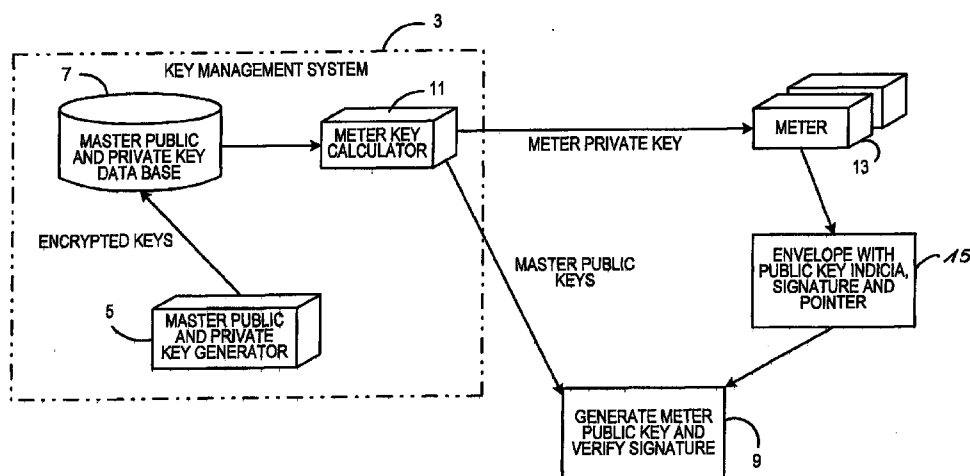 3
KEY MANAGEMENT SYSTEM
7
MASTER PUBLIC
AND PRIVATE KEY
DATA BASE
11
METER KEY
CALCULATOR
METER PRIVATE KEY
METER
13
ENCRYPTED KEYS
MASTER PUBLIC
KEYS
ENVELOPE WITH
PUBLIC KEY INDICIA,
SIGNATURE AND
POINTER
15
5
MASTER PUBLIC
AND PRIVATE
KEY GENERATOR
GENERATE METER
PUBLIC KEY AND
VERIFY SIGNATURE
9